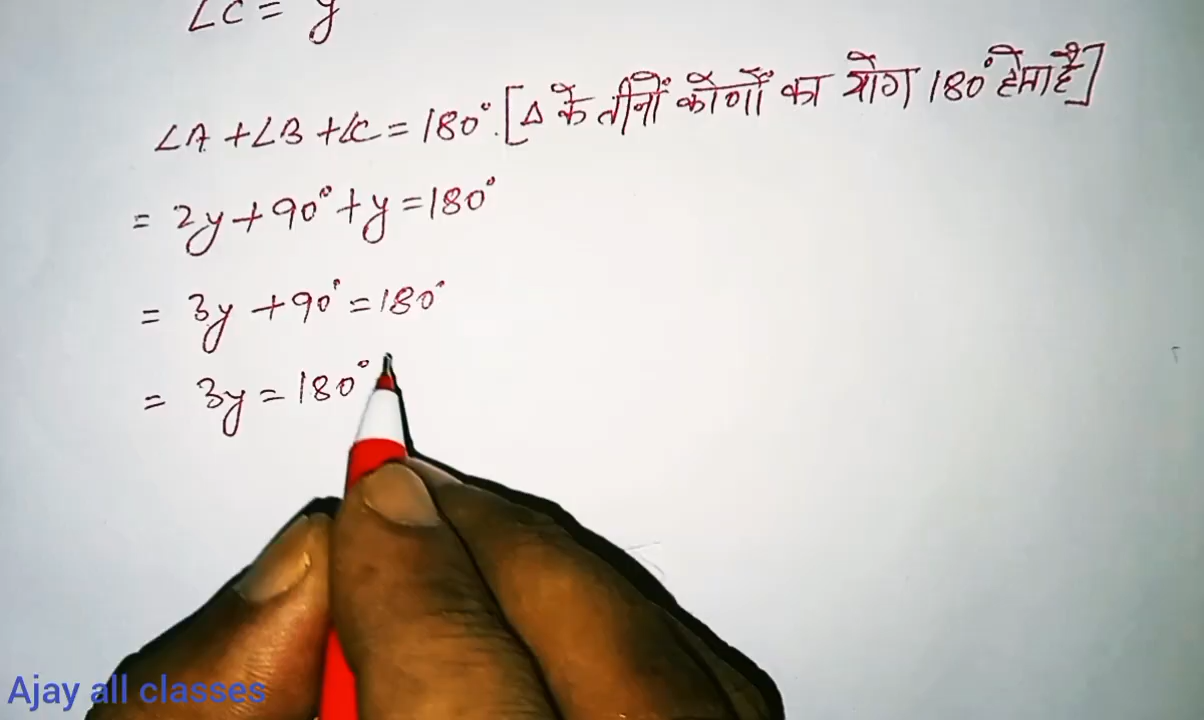 ∠C = y
∠A + ∠B + ∠C = 180°. [Δ के तीनों कोणों का योग 180° होता है]
= 2y + 90° + y = 180°
= 3y + 90° = 180°
= 3y = 180°
Ajay all classes